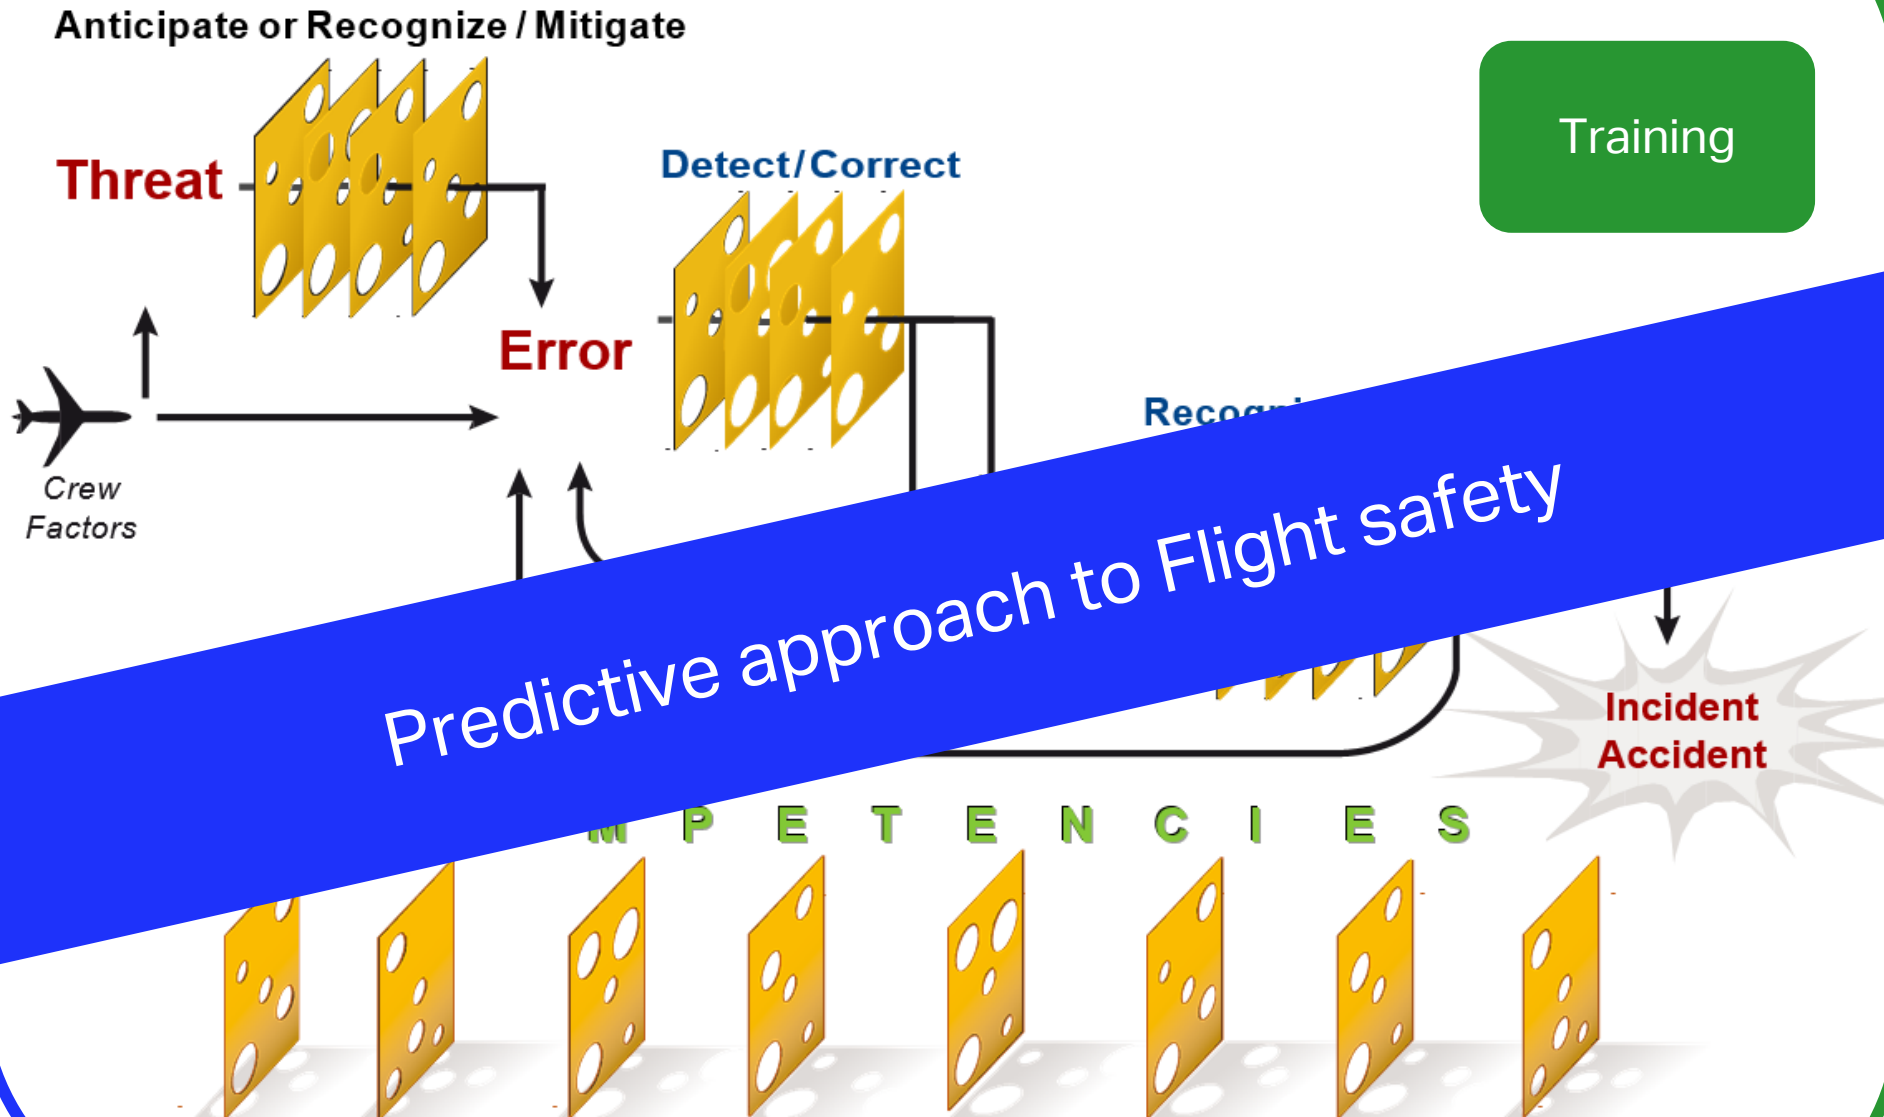 Anticipate or Recognize / Mitigate
Training
Threat
Detect/Correct
Error
Crew
Factors
Predictive approach to Flight safety
Incident
Accident
M P E T E N C I E S